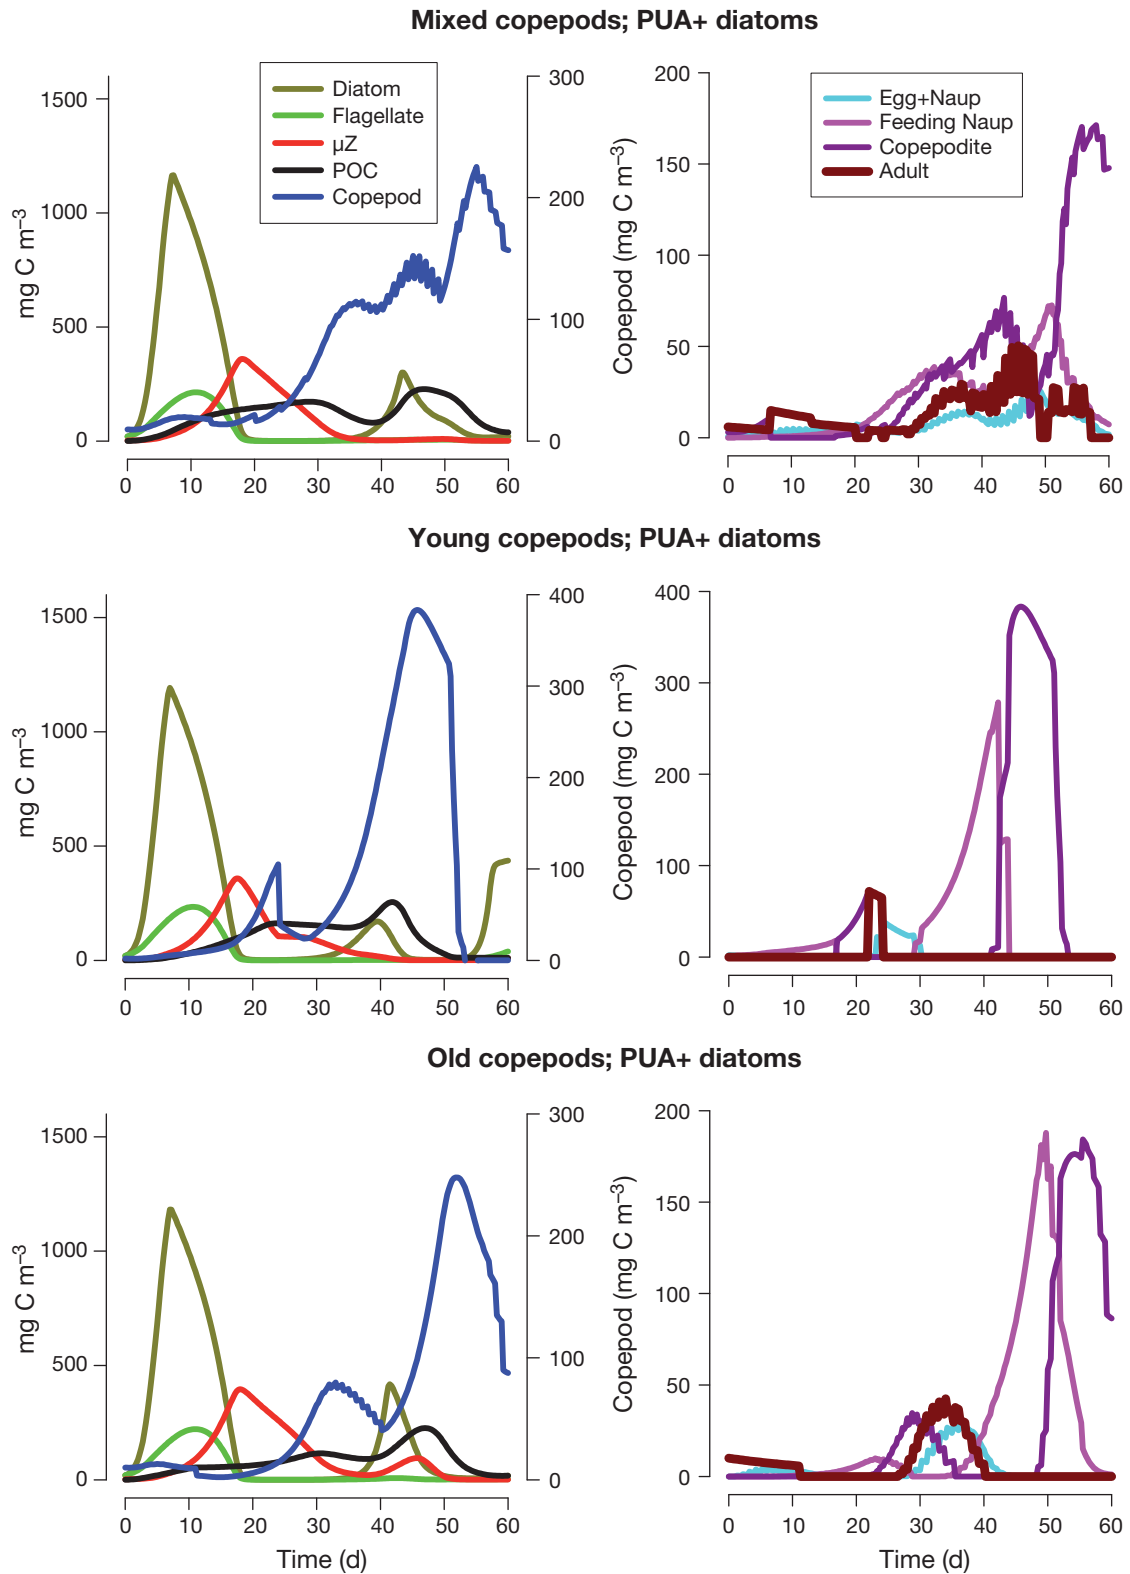 Mixed copepods; PUA+ diatoms
1500
1000
500
0
mg C m⁻³
Diatom
Flagellate
µZ
POC
Copepod
300
200
100
0
0 10 20 30 40 50 60
200
150
100
50
0
Copepod (mg C m⁻³)
Egg+Naup
Feeding Naup
Copepodite
Adult
0 10 20 30 40 50 60
Young copepods; PUA+ diatoms
1500
1000
500
0
mg C m⁻³
400
300
200
100
0
0 10 20 30 40 50 60
400
300
200
100
0
Copepod (mg C m⁻³)
0 10 20 30 40 50 60
Old copepods; PUA+ diatoms
1500
1000
500
0
mg C m⁻³
300
200
100
0
0 10 20 30 40 50 60
Time (d)
200
150
100
50
0
Copepod (mg C m⁻³)
0 10 20 30 40 50 60
Time (d)